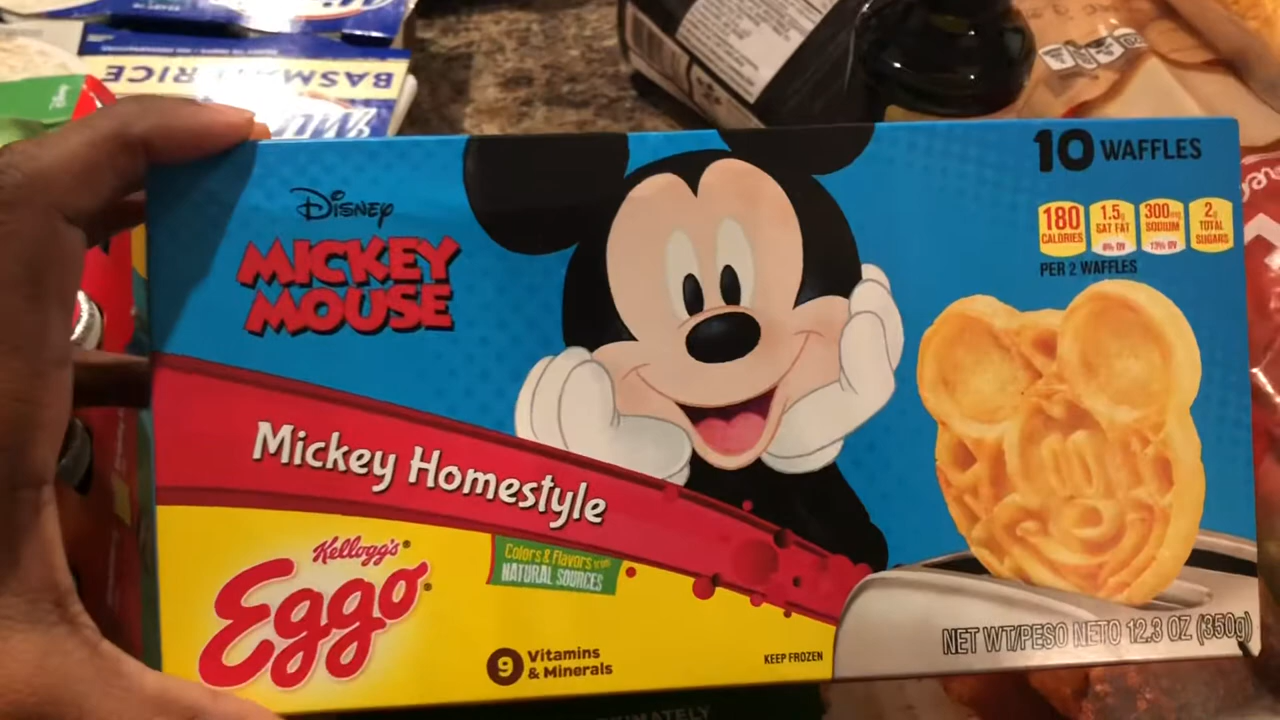 BASMATI RICE
DISNEY
MICKEY
MOUSE
10 WAFFLES
180
CALORIES
1.5g
SAT FAT
8% DV
300mg
SODIUM
13% DV
2g
TOTAL
SUGARS
PER 2 WAFFLES
Mickey Homestyle
Kellogg's®
Eggo®
Colors & Flavors from
NATURAL SOURCES
9 Vitamins
& Minerals
KEEP FROZEN
NET WT/PESO NETO 12.3 OZ (350g)